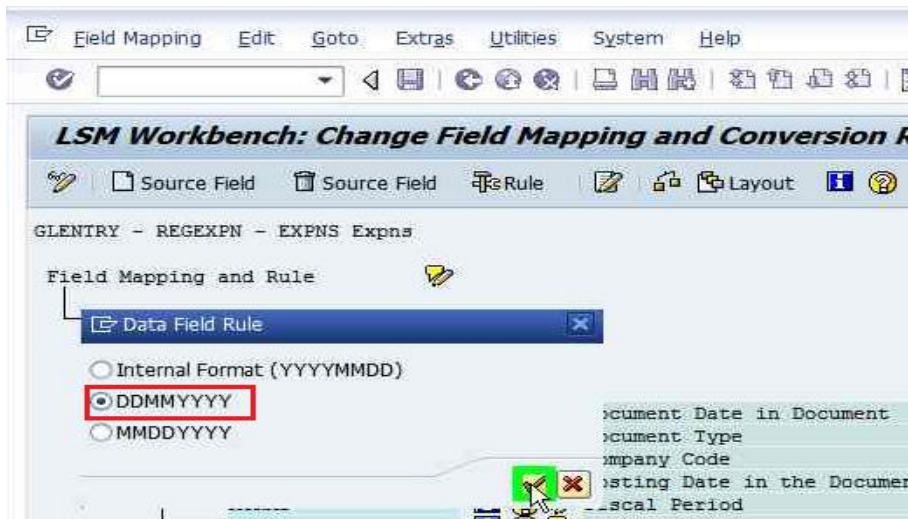 Field Mapping Edit Goto Extras Utilities System Help
LSM Workbench: Change Field Mapping and Conversion R
Source Field Source Field Rule Layout
GLENTRY - REGEXPN - EXPNS Expns
Field Mapping and Rule
Data Field Rule
Internal Format (YYYYMMDD)
DDMMYYYY
MMDDYYYY
ocument Date in Document
ocument Type
ompany Code
osting Date in the Documen
iscal Period